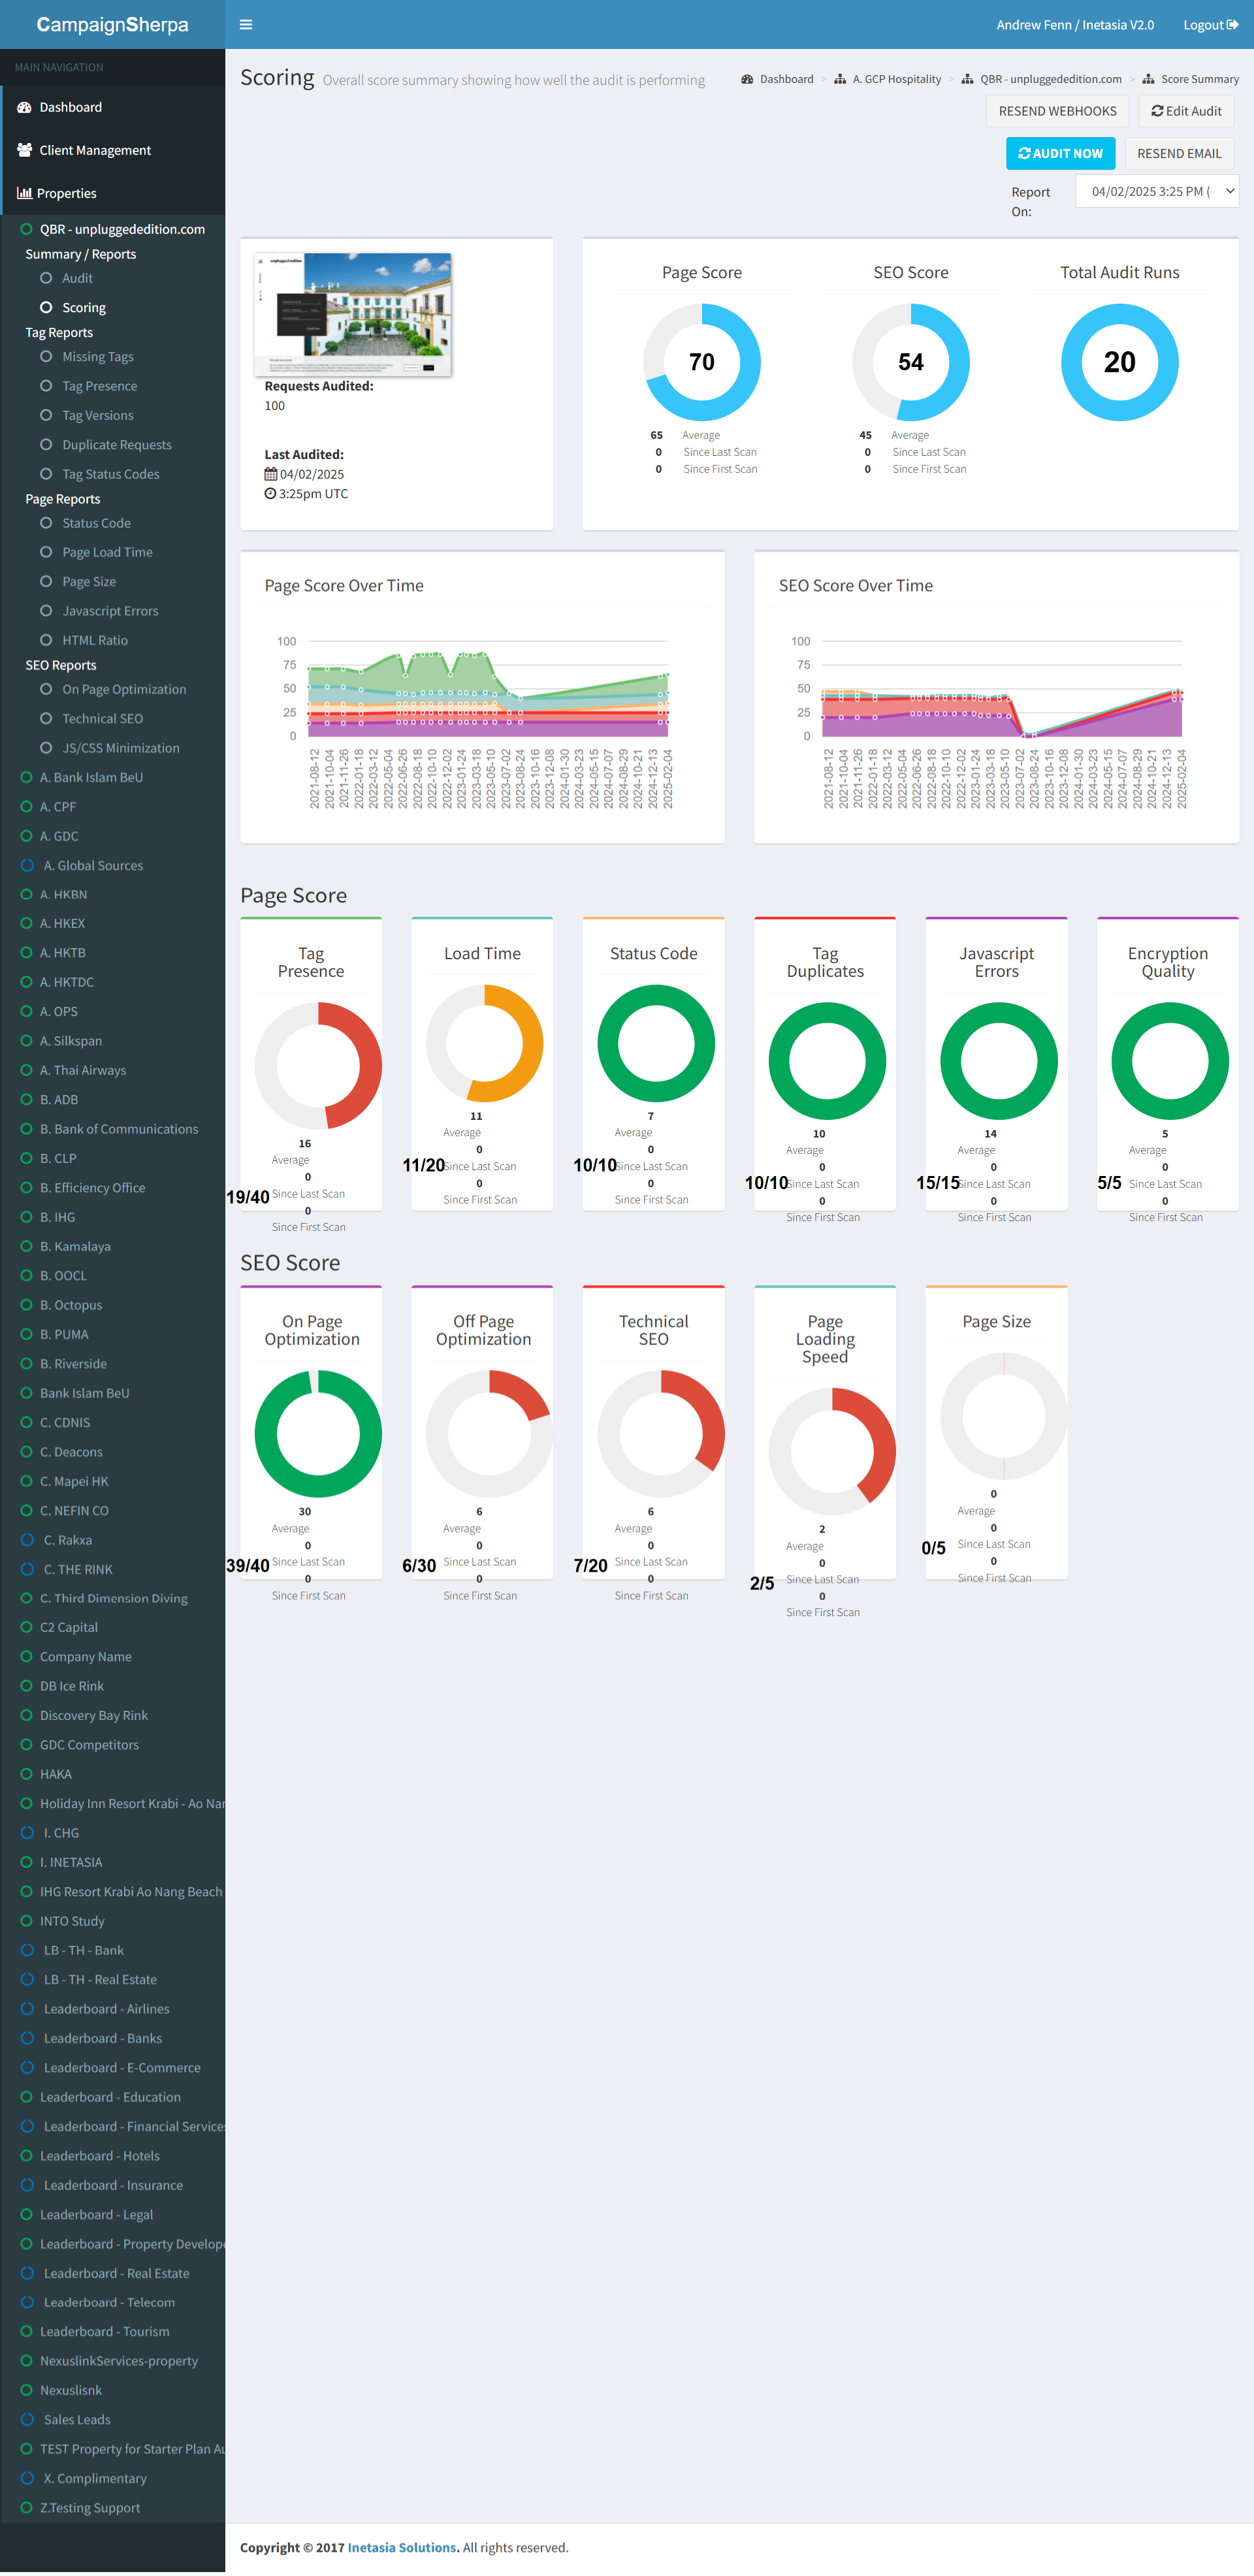 CampaignSherpa
Andrew Fenn / Inetasia V2.0
Logout
MAIN NAVIGATION
Dashboard
Client Management
Properties
QBR - unpluggededition.com
Summary / Reports
Audit
Scoring
Tag Reports
Missing Tags
Tag Presence
Tag Versions
Duplicate Requests
Tag Status Codes
Page Reports
Status Code
Page Load Time
Page Size
Javascript Errors
HTML Ratio
SEO Reports
On Page Optimization
Technical SEO
JS/CSS Minimization
A. Bank Islam BeU
A. CPF
A. GDC
A. Global Sources
A. HKBN
A. HKEX
A. HKTB
A. HKTDC
A. OPS
A. Silkspan
A. Thai Airways
B. ADB
B. Bank of Communications
B. CLP
B. Efficiency Office
B. IHG
B. Kamalaya
B. OOCL
B. Octopus
B. PUMA
B. Riverside
Bank Islam BeU
C. CDNIS
C. Deacons
C. Mapei HK
C. NEFIN CO
C. Rakxa
C. THE RINK
C. Third Dimension Diving
C2 Capital
Company Name
DB Ice Rink
Discovery Bay Rink
GDC Competitors
HAKA
Holiday Inn Resort Krabi - Ao Nan
I. CHG
I. INETASIA
IHG Resort Krabi Ao Nang Beach
INTO Study
LB - TH - Bank
LB - TH - Real Estate
Leaderboard - Airlines
Leaderboard - Banks
Leaderboard - E-Commerce
Leaderboard - Education
Leaderboard - Financial Services
Leaderboard - Hotels
Leaderboard - Insurance
Leaderboard - Legal
Leaderboard - Property Develope
Leaderboard - Real Estate
Leaderboard - Telecom
Leaderboard - Tourism
NexuslinkServices-property
Nexuslisnk
Sales Leads
TEST Property for Starter Plan Au
X. Complimentary
Z.Testing Support
Scoring Overall score summary showing how well the audit is performing
Dashboard > A. GCP Hospitality > QBR - unpluggededition.com > Score Summary
RESEND WEBHOOKS
Edit Audit
AUDIT NOW
RESEND EMAIL
Report On:
04/02/2025 3:25 PM (
Requests Audited:
100
Last Audited:
04/02/2025
3:25pm UTC
Page Score
70
65 Average
0 Since Last Scan
0 Since First Scan
SEO Score
54
45 Average
0 Since Last Scan
0 Since First Scan
Total Audit Runs
20
Page Score Over Time
100
75
50
25
0
2021-08-12
2021-10-04
2021-11-26
2022-01-18
2022-03-12
2022-05-04
2022-06-26
2022-08-18
2022-10-10
2022-12-02
2023-01-24
2023-03-18
2023-05-10
2023-07-02
2023-08-24
2023-10-16
2023-12-08
2024-01-30
2024-03-23
2024-05-15
2024-07-07
2024-08-29
2024-10-21
2024-12-13
2025-02-04
SEO Score Over Time
100
75
50
25
0
2021-08-12
2021-10-04
2021-11-26
2022-01-18
2022-03-12
2022-05-04
2022-06-26
2022-08-18
2022-10-10
2022-12-02
2023-01-24
2023-03-18
2023-05-10
2023-07-02
2023-08-24
2023-10-16
2023-12-08
2024-01-30
2024-03-23
2024-05-15
2024-07-07
2024-08-29
2024-10-21
2024-12-13
2025-02-04
Page Score
Tag
Presence
16
Average
0
Since Last Scan
0
Since First Scan
19/40
Load Time
11
Average
0
Since Last Scan
0
Since First Scan
11/20
Status Code
7
Average
0
Since Last Scan
0
Since First Scan
10/10
Tag
Duplicates
10
Average
0
Since Last Scan
0
Since First Scan
10/10
Javascript
Errors
14
Average
0
Since Last Scan
0
Since First Scan
15/15
Encryption
Quality
5
Average
0
Since Last Scan
0
Since First Scan
5/5
SEO Score
On Page
Optimization
30
Average
0
Since Last Scan
0
Since First Scan
39/40
Off Page
Optimization
6
Average
0
Since Last Scan
0
Since First Scan
6/30
Technical
SEO
6
Average
0
Since Last Scan
0
Since First Scan
7/20
Page
Loading
Speed
2
Average
0
Since Last Scan
0
Since First Scan
2/5
Page Size
0
Average
0
Since Last Scan
0
Since First Scan
0/5
Copyright © 2017 Inetasia Solutions. All rights reserved.